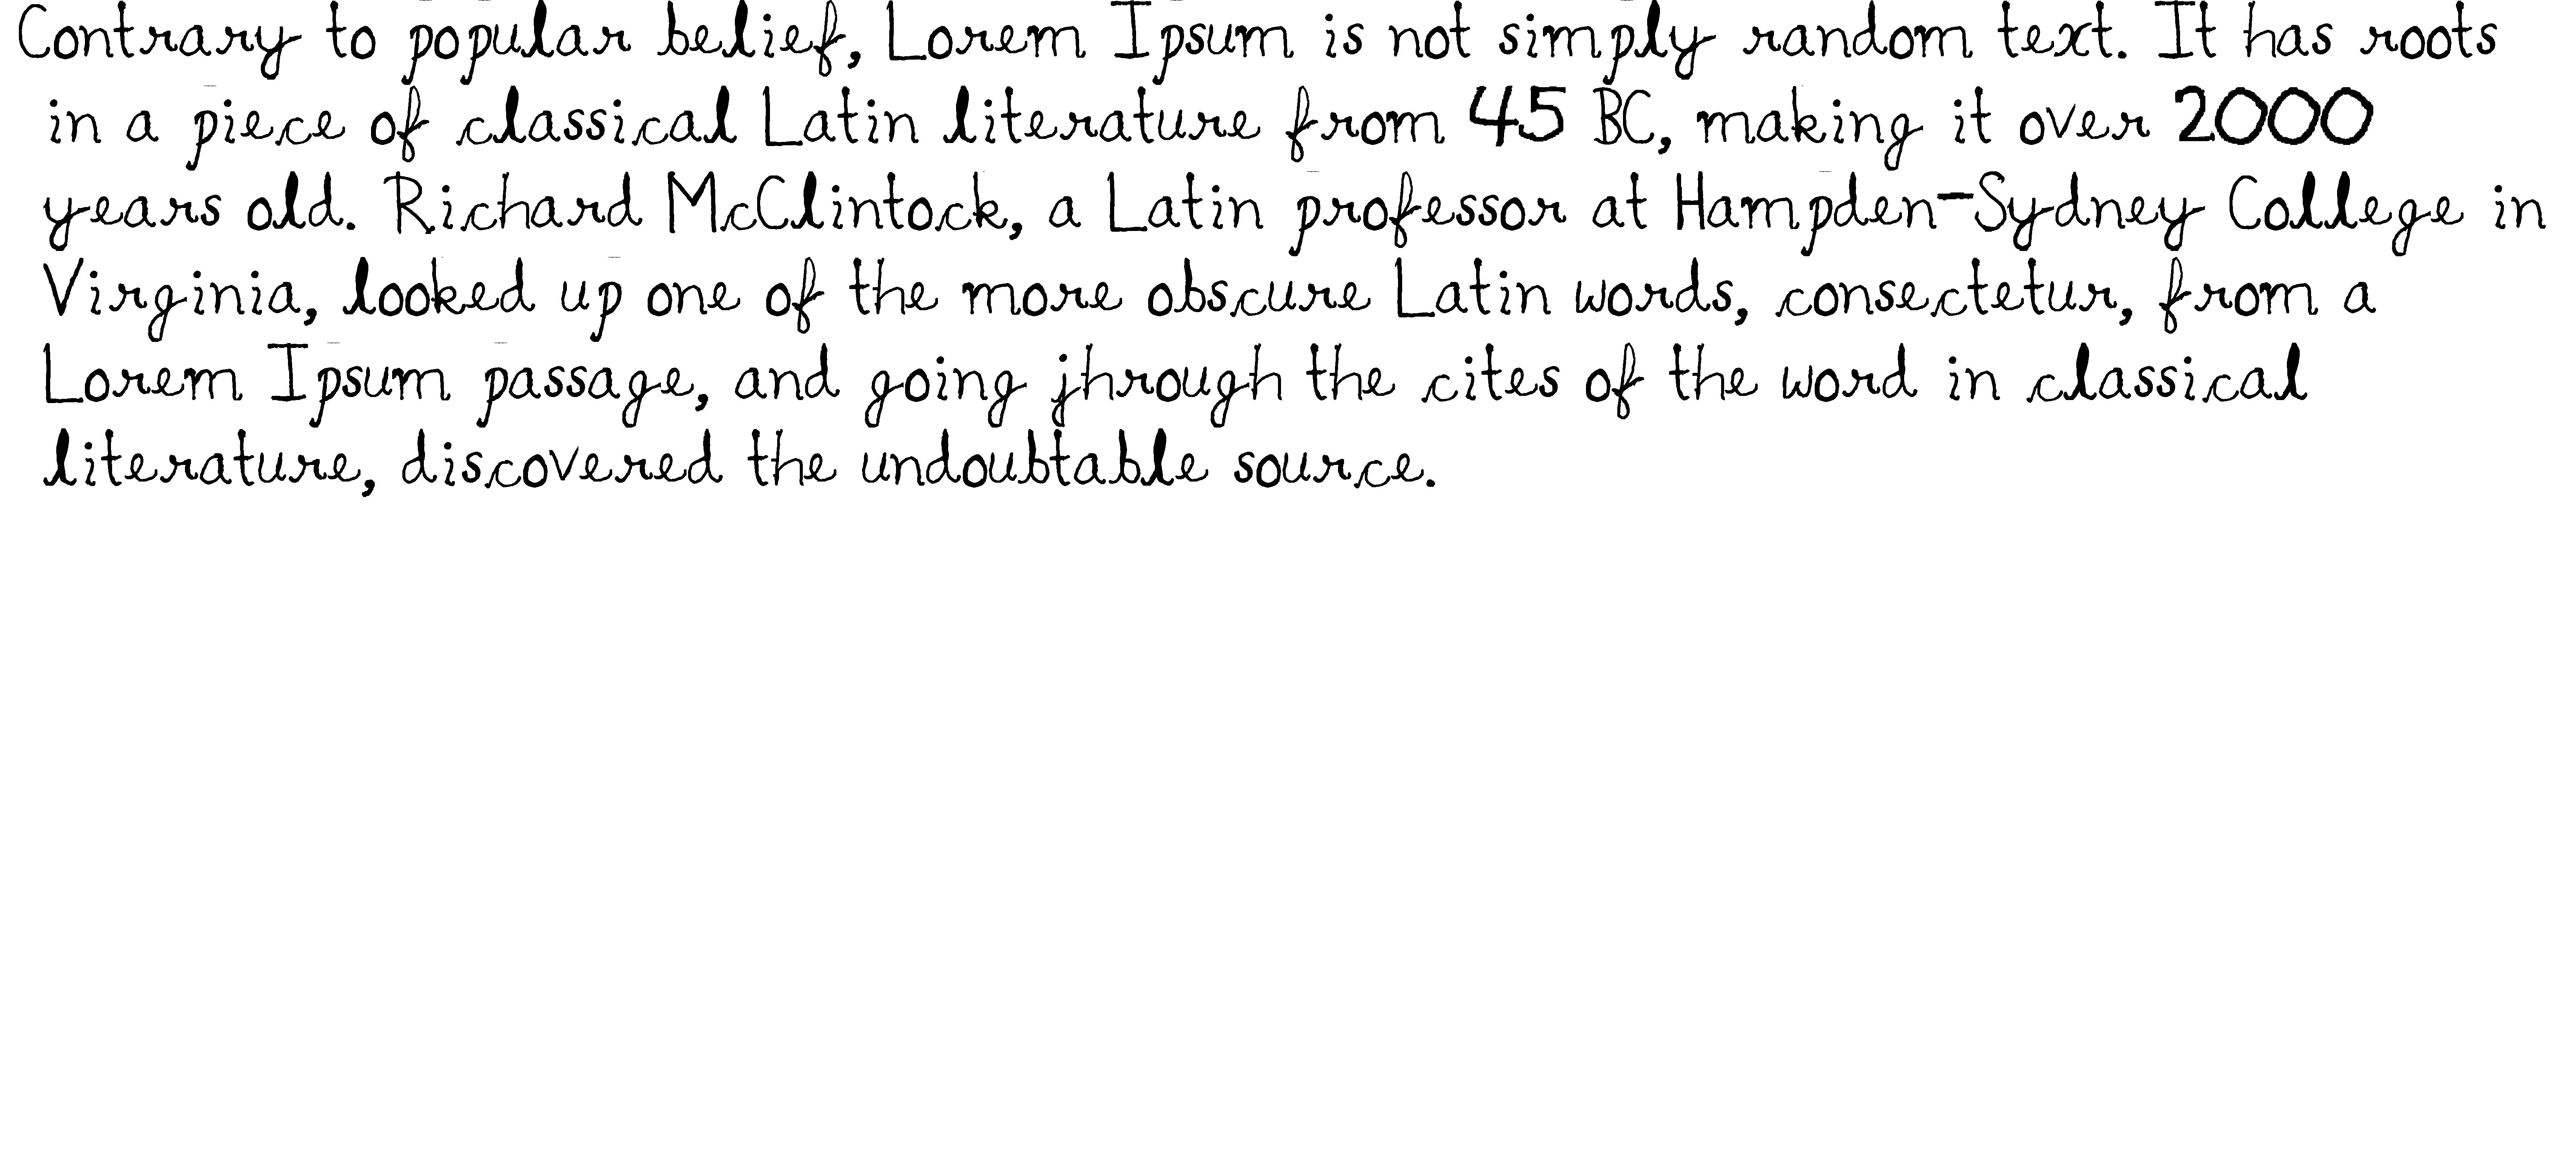 Contrary to popular belief, Lorem Ipsum is not simply random text. It has roots
in a piece of classical Latin literature from 45 BC, making it over 2000
years old. Richard McClintock, a Latin professor at Hampden-Sydney College in
Virginia, looked up one of the more obscure Latin words, consectetur, from a
Lorem Ipsum passage, and going jhrough the cites of the word in classical
literature, discovered the undoubtable source.